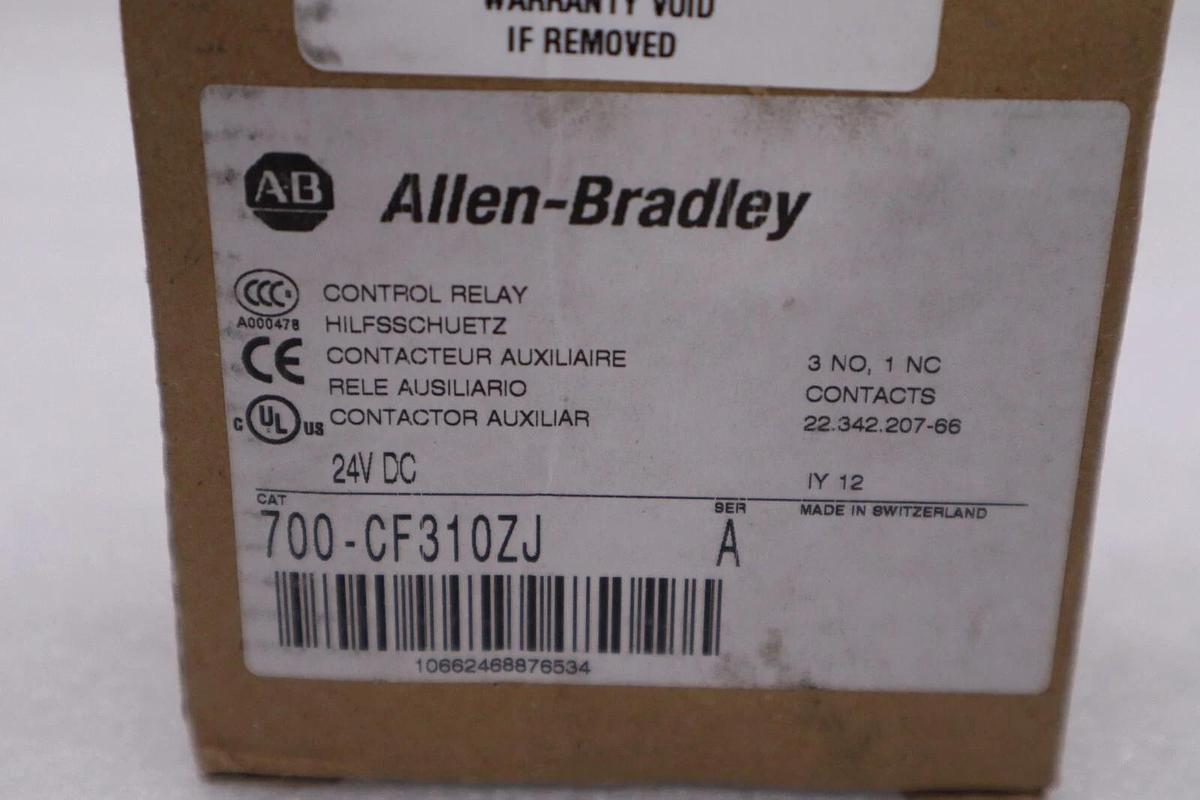 WARRANTY VOID
IF REMOVED
AB Allen-Bradley
CCC S
A000478
CONTROL RELAY
HILFSSCHUETZ
CE CONTACTEUR AUXILIAIRE
RELE AUSILIARIO
C UL US CONTACTOR AUXILIAR
3 NO, 1 NC
CONTACTS
22.342.207-66
24V DC
IY 12
CAT
SER
MADE IN SWITZERLAND
700-CF310ZJ A
10662468876534